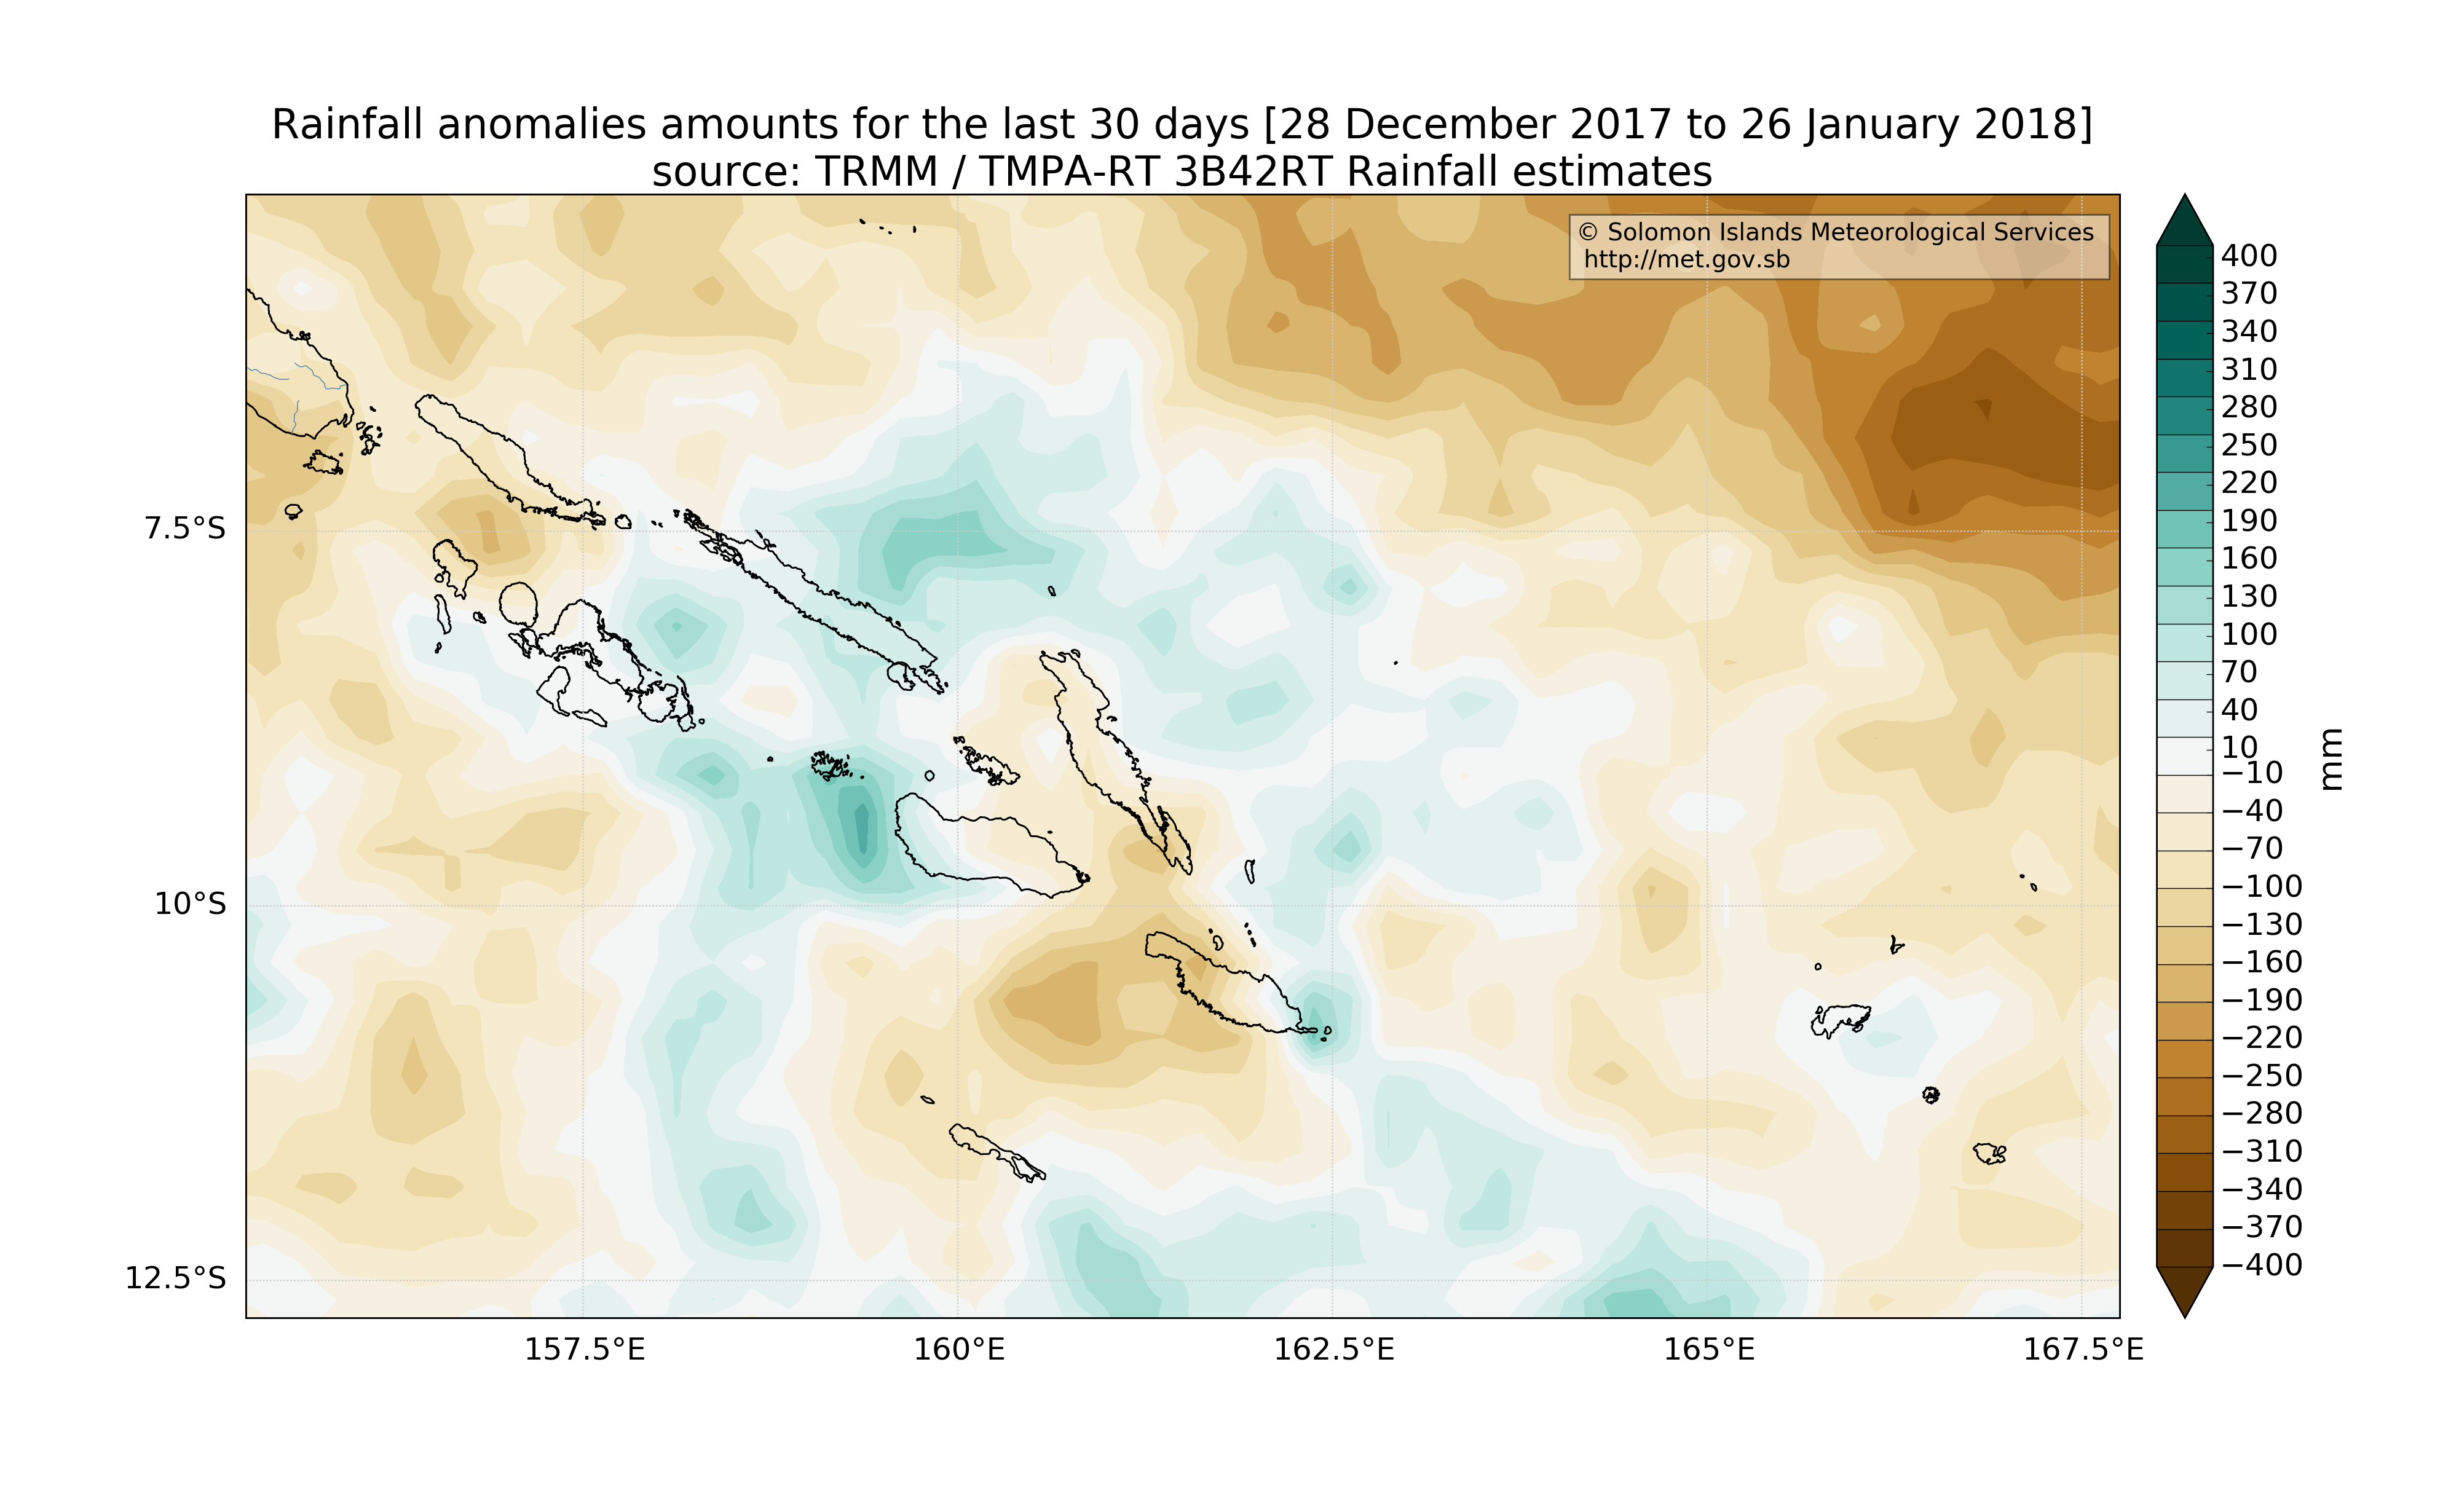 Rainfall anomalies amounts for the last 30 days [28 December 2017 to 26 January 2018]
source: TRMM / TMPA-RT 3B42RT Rainfall estimates
© Solomon Islands Meteorological Services
http://met.gov.sb
7.5°S
10°S
12.5°S
157.5°E
160°E
162.5°E
165°E
167.5°E
400
370
340
310
280
250
220
190
160
130
100
70
40
10
−10
−40
−70
−100
−130
−160
−190
−220
−250
−280
−310
−340
−370
−400
mm